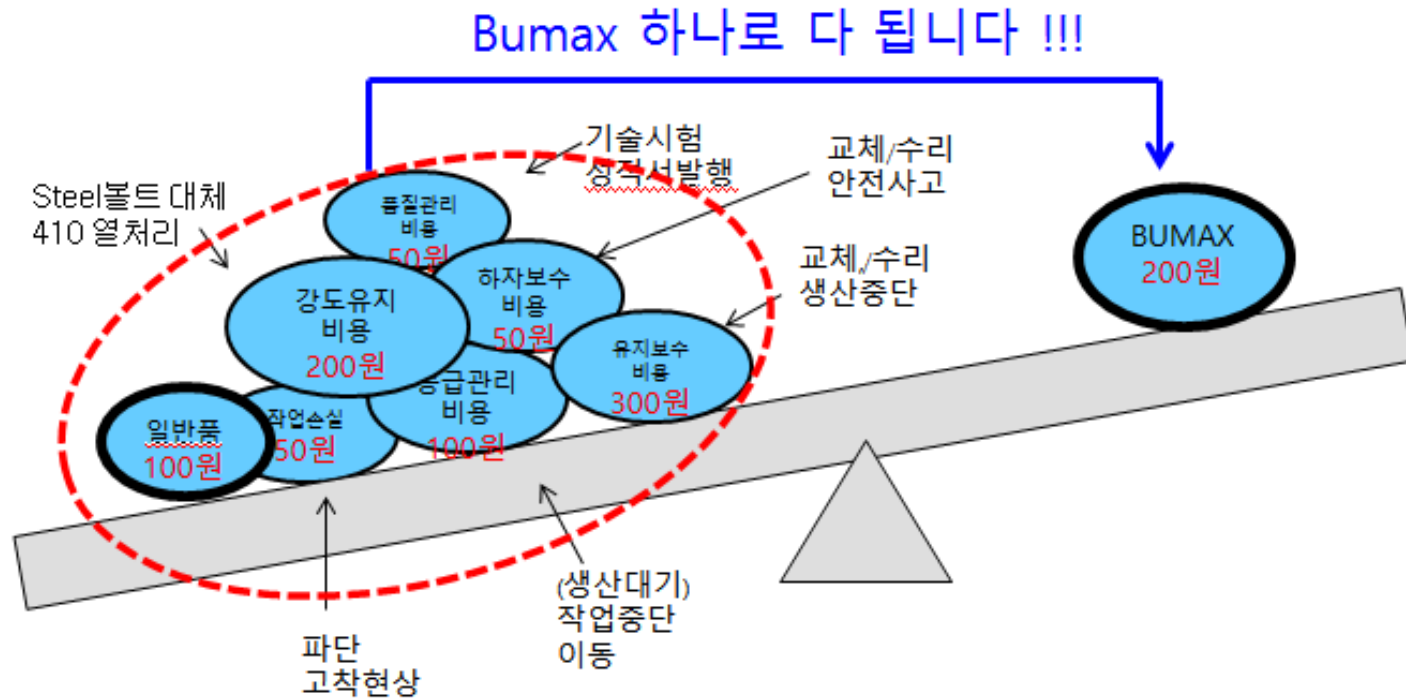 Bumax 하나로 다 됩니다 !!!
기술시험
성적서발행
교체/수리
안전사고
Steel볼트 대체
410 열처리
품질관리
비용
50원
BUMAX
200원
강도유지
비용
200원
하자보수
비용
50원
교체,/수리
생산중단
유지보수
비용
300원
응급관리
비용
100원
일반품
100원
작업손실
50원
(생산대기)
작업중단
이동
파단
고착현상